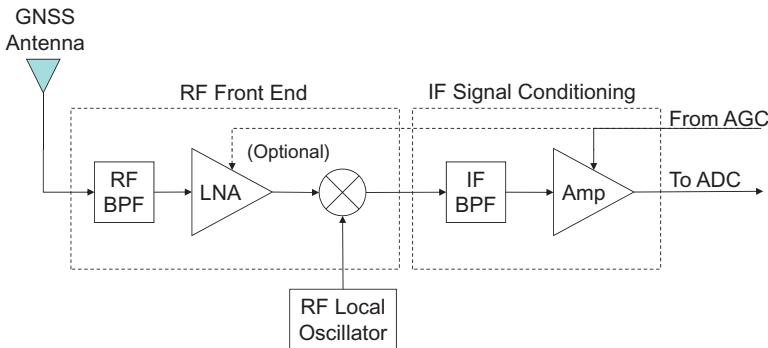 GNSS
Antenna
RF Front End
IF Signal Conditioning
From AGC
(Optional)
RF
BPF
LNA
IF
BPF
Amp
To ADC
RF Local
Oscillator